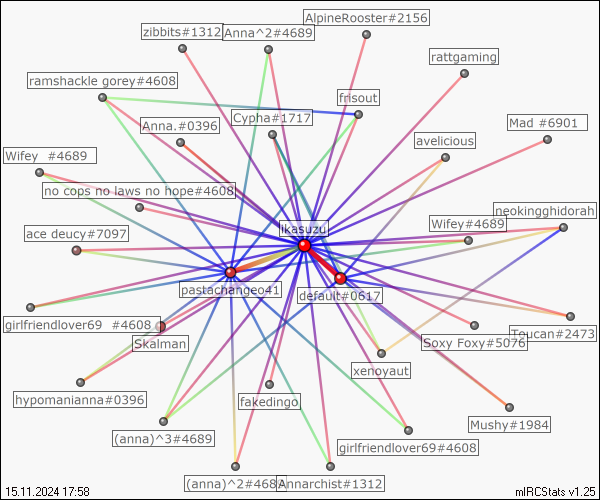 AlpineRooster#2156
zibbits#1312
Anna^2#4689
rattgaming
ramshackle gorey#4608
frisout
Cypha#1717
Anna.#0396
Mad #6901
avelicious
Wifey #4689
no cops no laws no hope#4608
neokingghidorah
Wifey#4689
ace deucy#7097
likasuzu
pastachangeo41
default#0617
girlfriendlover69 #4608
Skalman
Soxy Foxy#5076
Toucan#2473
xenoyaut
hypomanianna#0396
fakedingo
Mushy#1984
(anna)^3#4689
girlfriendlover69#4608
(anna)^2#4689
Annarchist#1312
15.11.2024 17:58
mIRCStats v1.25